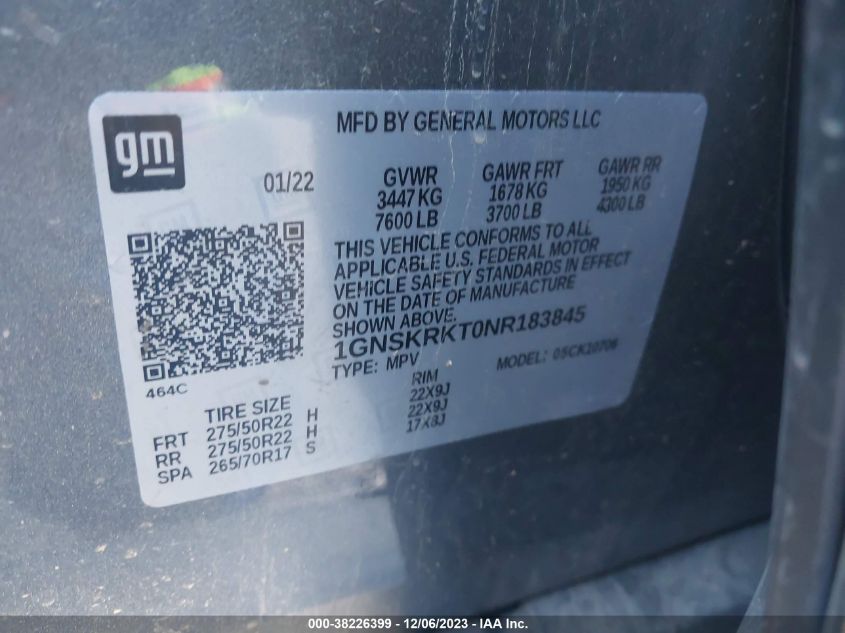 gm
MFD BY GENERAL MOTORS LLC
01/22
GVWR
3447 KG
7600 LB
GAWR FRT
1678 KG
3700 LB
GAWR RR
1950 KG
4300 LB
THIS VEHICLE CONFORMS TO ALL
APPLICABLE U.S. FEDERAL MOTOR
VEHICLE SAFETY STANDARDS IN EFFECT
ON THE DATE OF MANUFACTURE
SHOWN ABOVE.
1GNSKRKT0NR183845
TYPE: MPV
MODEL: 05CK10706
464C
TIRE SIZE
RIM
FRT 275/50R22 H 22X9J
RR 275/50R22 H 22X9J
SPA 265/70R17 S 17X8J
000-38226399 - 12/06/2023 - IAA Inc.